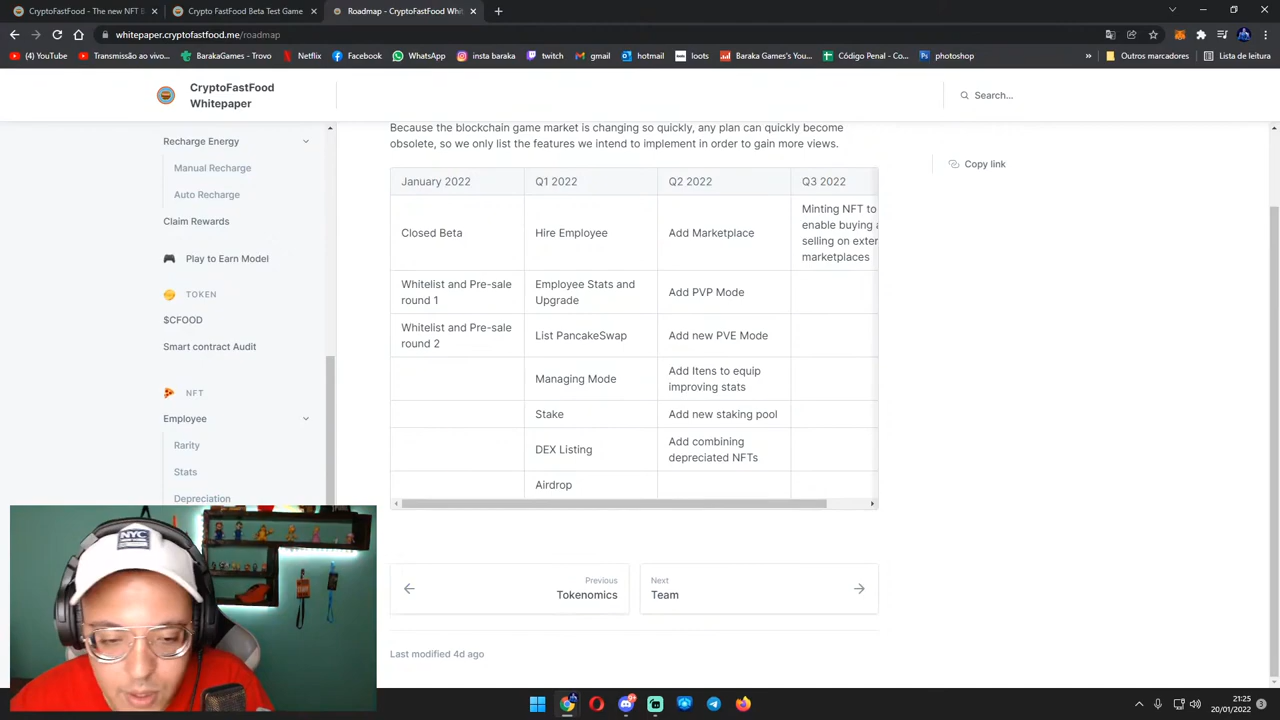 CryptoFastFood - The new NFT B
CryptoFastFood Beta Test Game
Roadmap - CryptoFastFood Whitep
whitepaper.cryptofastfood.me/roadmap
(4) YouTube
Transmissão ao vivo...
BarakaGames - Trovo
Netflix
Facebook
WhatsApp
insta baraka
twitch
gmail
hotmail
loots
Baraka Games's You...
Código Penal - Co...
photoshop
»
Outros marcadores
Lista de leitura
CryptoFastFood
Whitepaper
Search...
Recharge Energy
Manual Recharge
Auto Recharge
Claim Rewards
Play to Earn Model
TOKEN
$CFOOD
Smart contract Audit
NFT
Employee
Rarity
Stats
Depreciation
Because the blockchain game market is changing so quickly, any plan can quickly become
obsolete, so we only list the features we intend to implement in order to gain more views.
Copy link
January 2022 Q1 2022 Q2 2022 Q3 2022
Closed Beta
Hire Employee
Add Marketplace
Minting NFT to
enable buying a
selling on exter
marketplaces
Whitelist and Pre-sale
round 1
Employee Stats and
Upgrade
Add PVP Mode
Whitelist and Pre-sale
round 2
List PancakeSwap
Add new PVE Mode
Managing Mode
Add Itens to equip
improving stats
Stake
Add new staking pool
DEX Listing
Add combining
depreciated NFTs
Airdrop
Previous
Tokenomics
Next
Team
Last modified 4d ago
NYC
21:25
20/01/2022
3